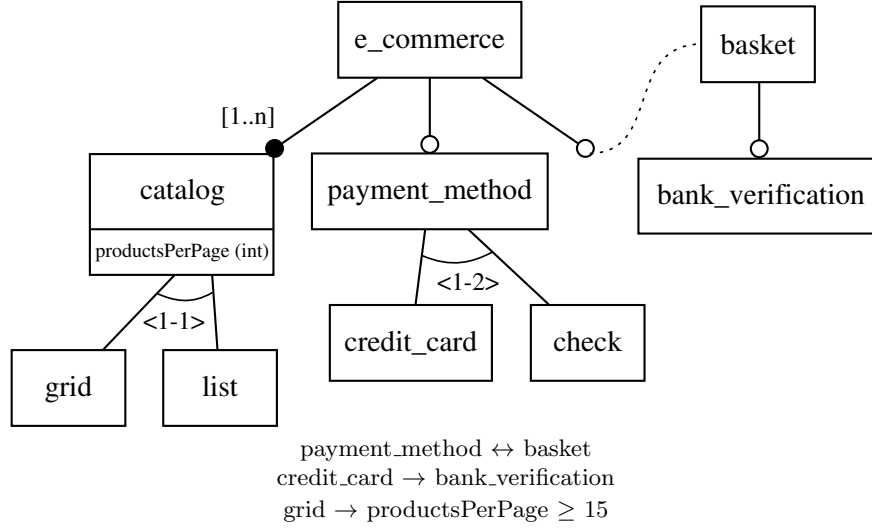 e_commerce
basket
[1..n]
catalog
payment_method
bank_verification
productsPerPage (int)
<1-1>
<1-2>
credit_card
check
grid
list
payment_method ↔ basket
credit_card → bank_verification
grid → productsPerPage ≥ 15